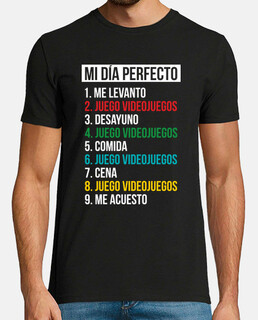 MI DÍA PERFECTO
1. ME LEVANTO
2. JUEGO VIDEOJUEGOS
3. DESAYUNO
4. JUEGO VIDEOJUEGOS
5. COMIDA
6. JUEGO VIDEOJUEGOS
7. CENA
8. JUEGO VIDEOJUEGOS
9. ME ACUESTO